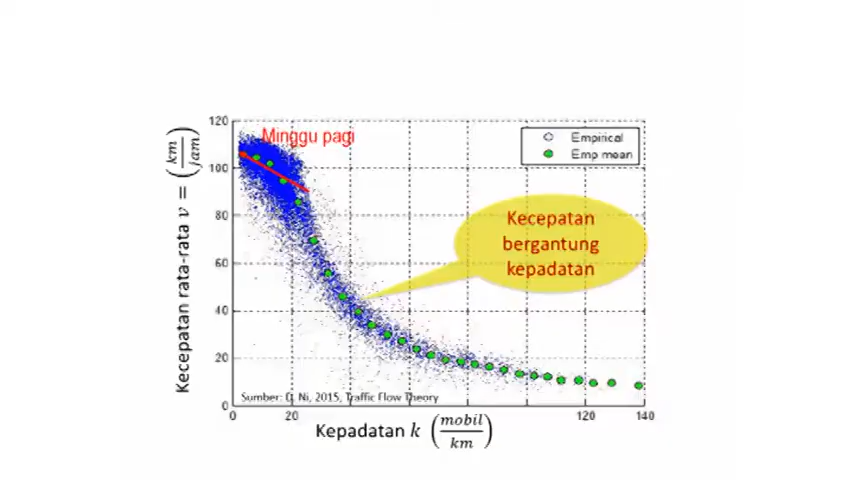 120
Minggu pagi
Empirical
Emp mean
100
80
60
40
20
0
Kecepatan
bergantung
kepadatan
Kecepatan rata-rata v = (km/jam)
Sumber: D. Ni, 2015, Traffic Flow Theory
0 20 120 140
Kepadatan k (mobil/km)